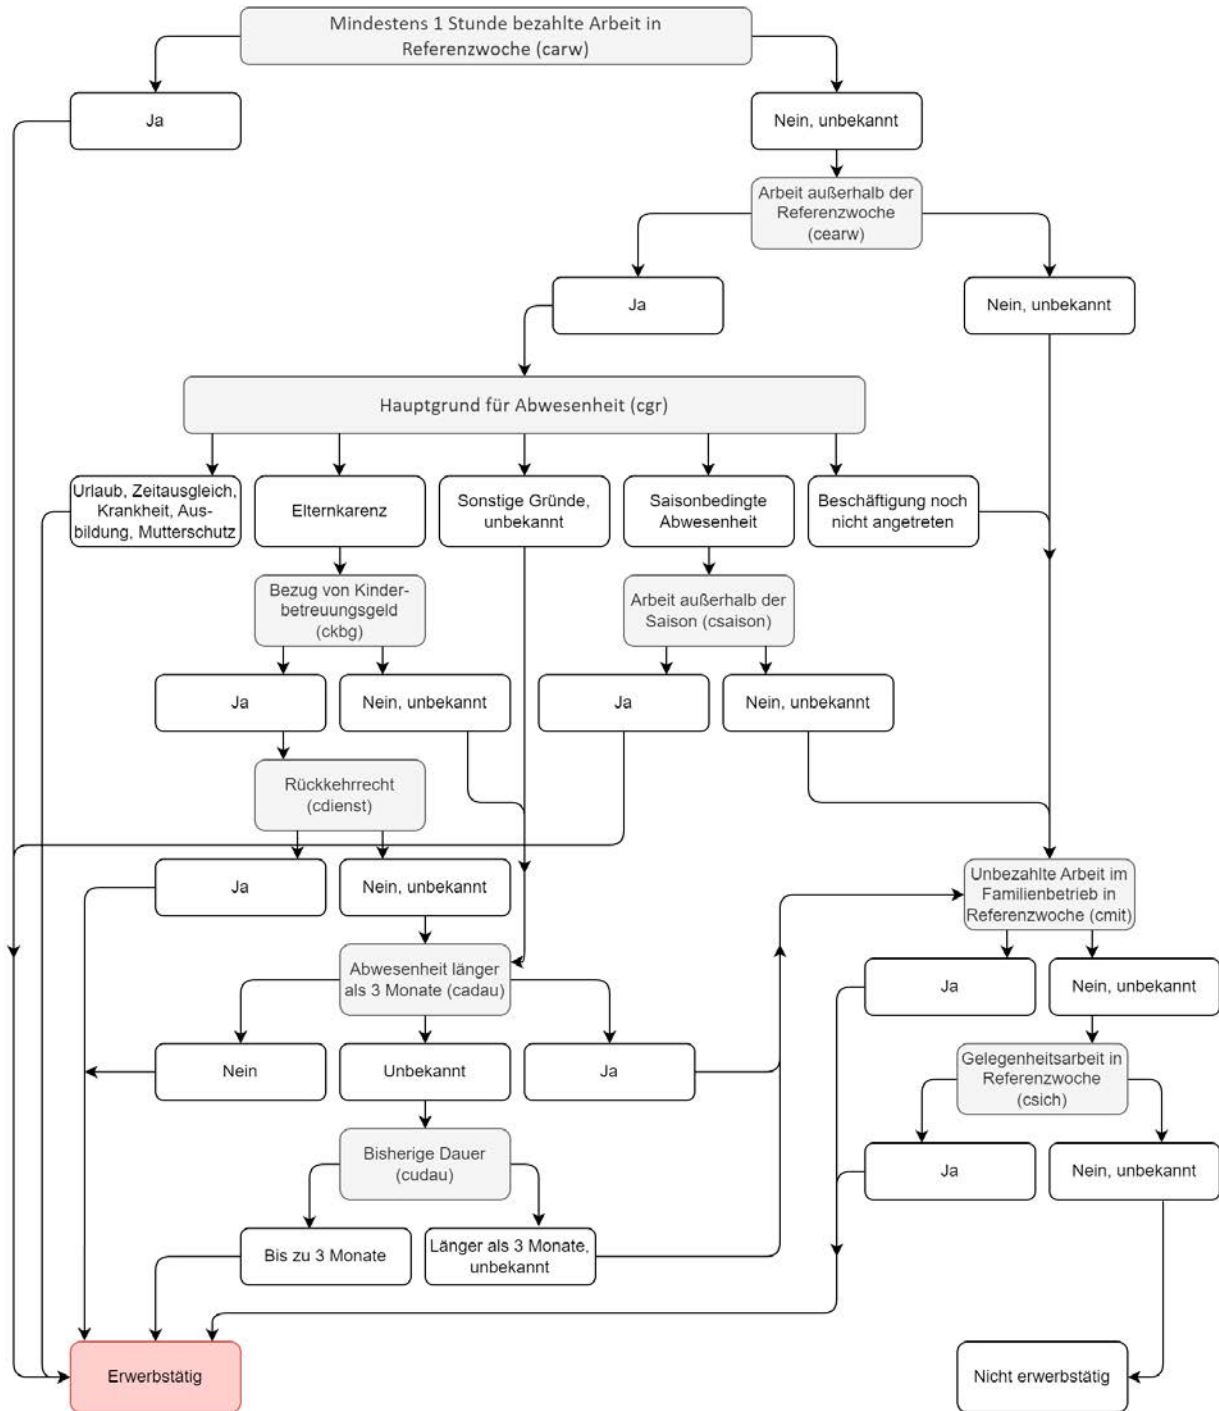 Mindestens 1 Stunde bezahlte Arbeit in
Referenzwoche (carw)
Ja
Nein, unbekannt
Arbeit außerhalb der
Referenzwoche
(cearw)
Ja
Nein, unbekannt
Hauptgrund für Abwesenheit (cgr)
Urlaub, Zeitausgleich,
Krankheit, Aus-
bildung, Mutterschutz
Elternkarenz
Sonstige Gründe,
unbekannt
Saisonbedingte
Abwesenheit
Beschäftigung noch
nicht angetreten
Bezug von Kinder-
betreuungsgeld
(ckbg)
Arbeit außerhalb der
Saison (csaison)
Ja
Nein, unbekannt
Ja
Nein, unbekannt
Rückkehrrecht
(cdienst)
Ja
Nein, unbekannt
Unbezahlte Arbeit im
Familienbetrieb in
Referenzwoche (cmit)
Abwesenheit länger
als 3 Monate (cadau)
Ja
Nein, unbekannt
Nein
Unbekannt
Ja
Gelegenheitsarbeit in
Referenzwoche
(csich)
Bisherige Dauer
(cudau)
Ja
Nein, unbekannt
Bis zu 3 Monate
Länger als 3 Monate,
unbekannt
Erwerbstätig
Nicht erwerbstätig